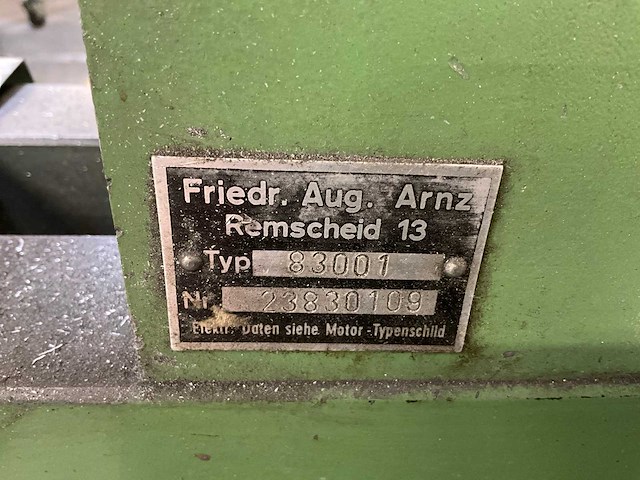 Friedr. Aug. Arnz
Remscheid 13
Typ 83001
Nr. 23830109
Elektr. Daten siehe Motor-Typenschild